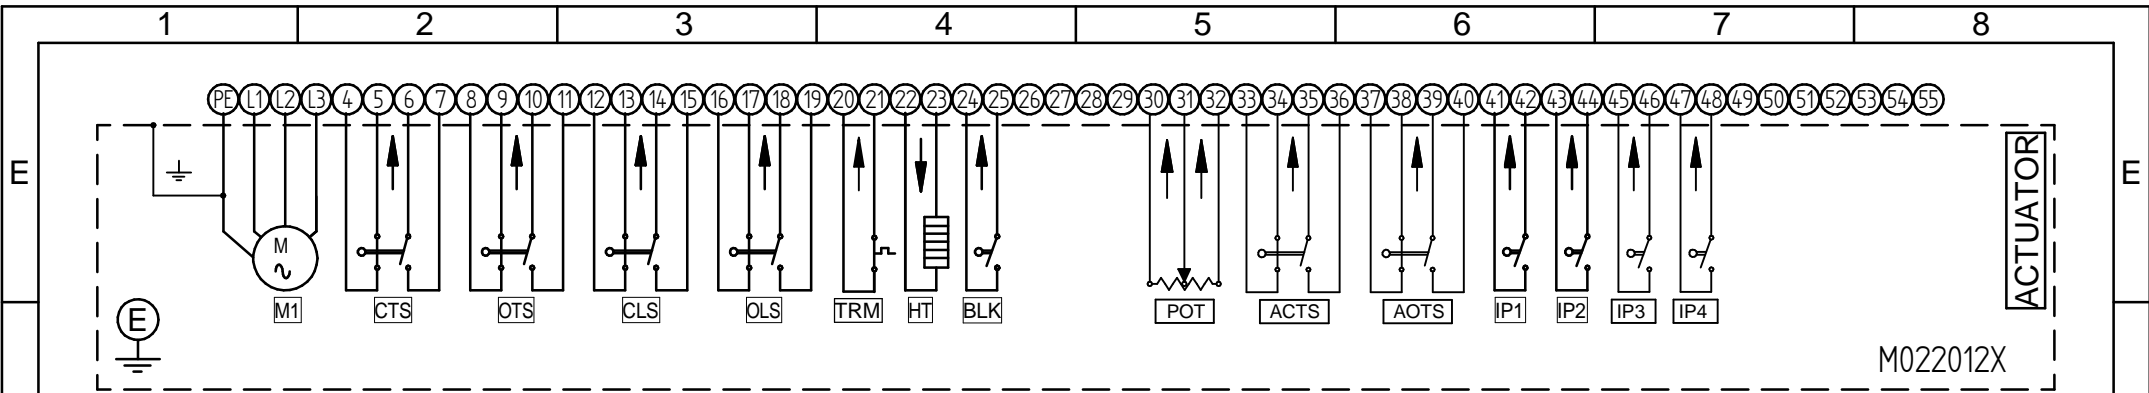 1 2 3 4 5 6 7 8
PE L1 L2 L3 4 5 6 7 8 9 10 11 12 13 14 15 16 17 18 19 20 21 22 23 24 25 26 27 28 29 30 31 32 33 34 35 36 37 38 39 40 41 42 43 44 45 46 47 48 49 50 51 52 53 54 55
E E
ACTUATOR
M
M1 CTS OTS CLS OLS TRM HT BLK POT ACTS AOTS IP1 IP2 IP3 IP4
E
M022012X